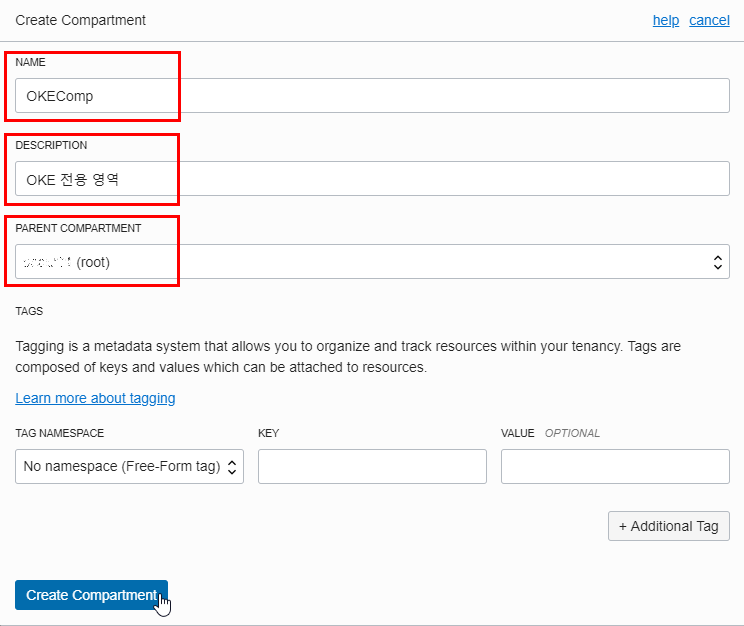 Create Compartment
help cancel
NAME
OKEComp
DESCRIPTION
OKE 전용 영역
PARENT COMPARTMENT
(root)
TAGS
Tagging is a metadata system that allows you to organize and track resources within your tenancy. Tags are
composed of keys and values which can be attached to resources.
Learn more about tagging
TAG NAMESPACE KEY VALUE OPTIONAL
No namespace (Free-Form tag)
+ Additional Tag
Create Compartment